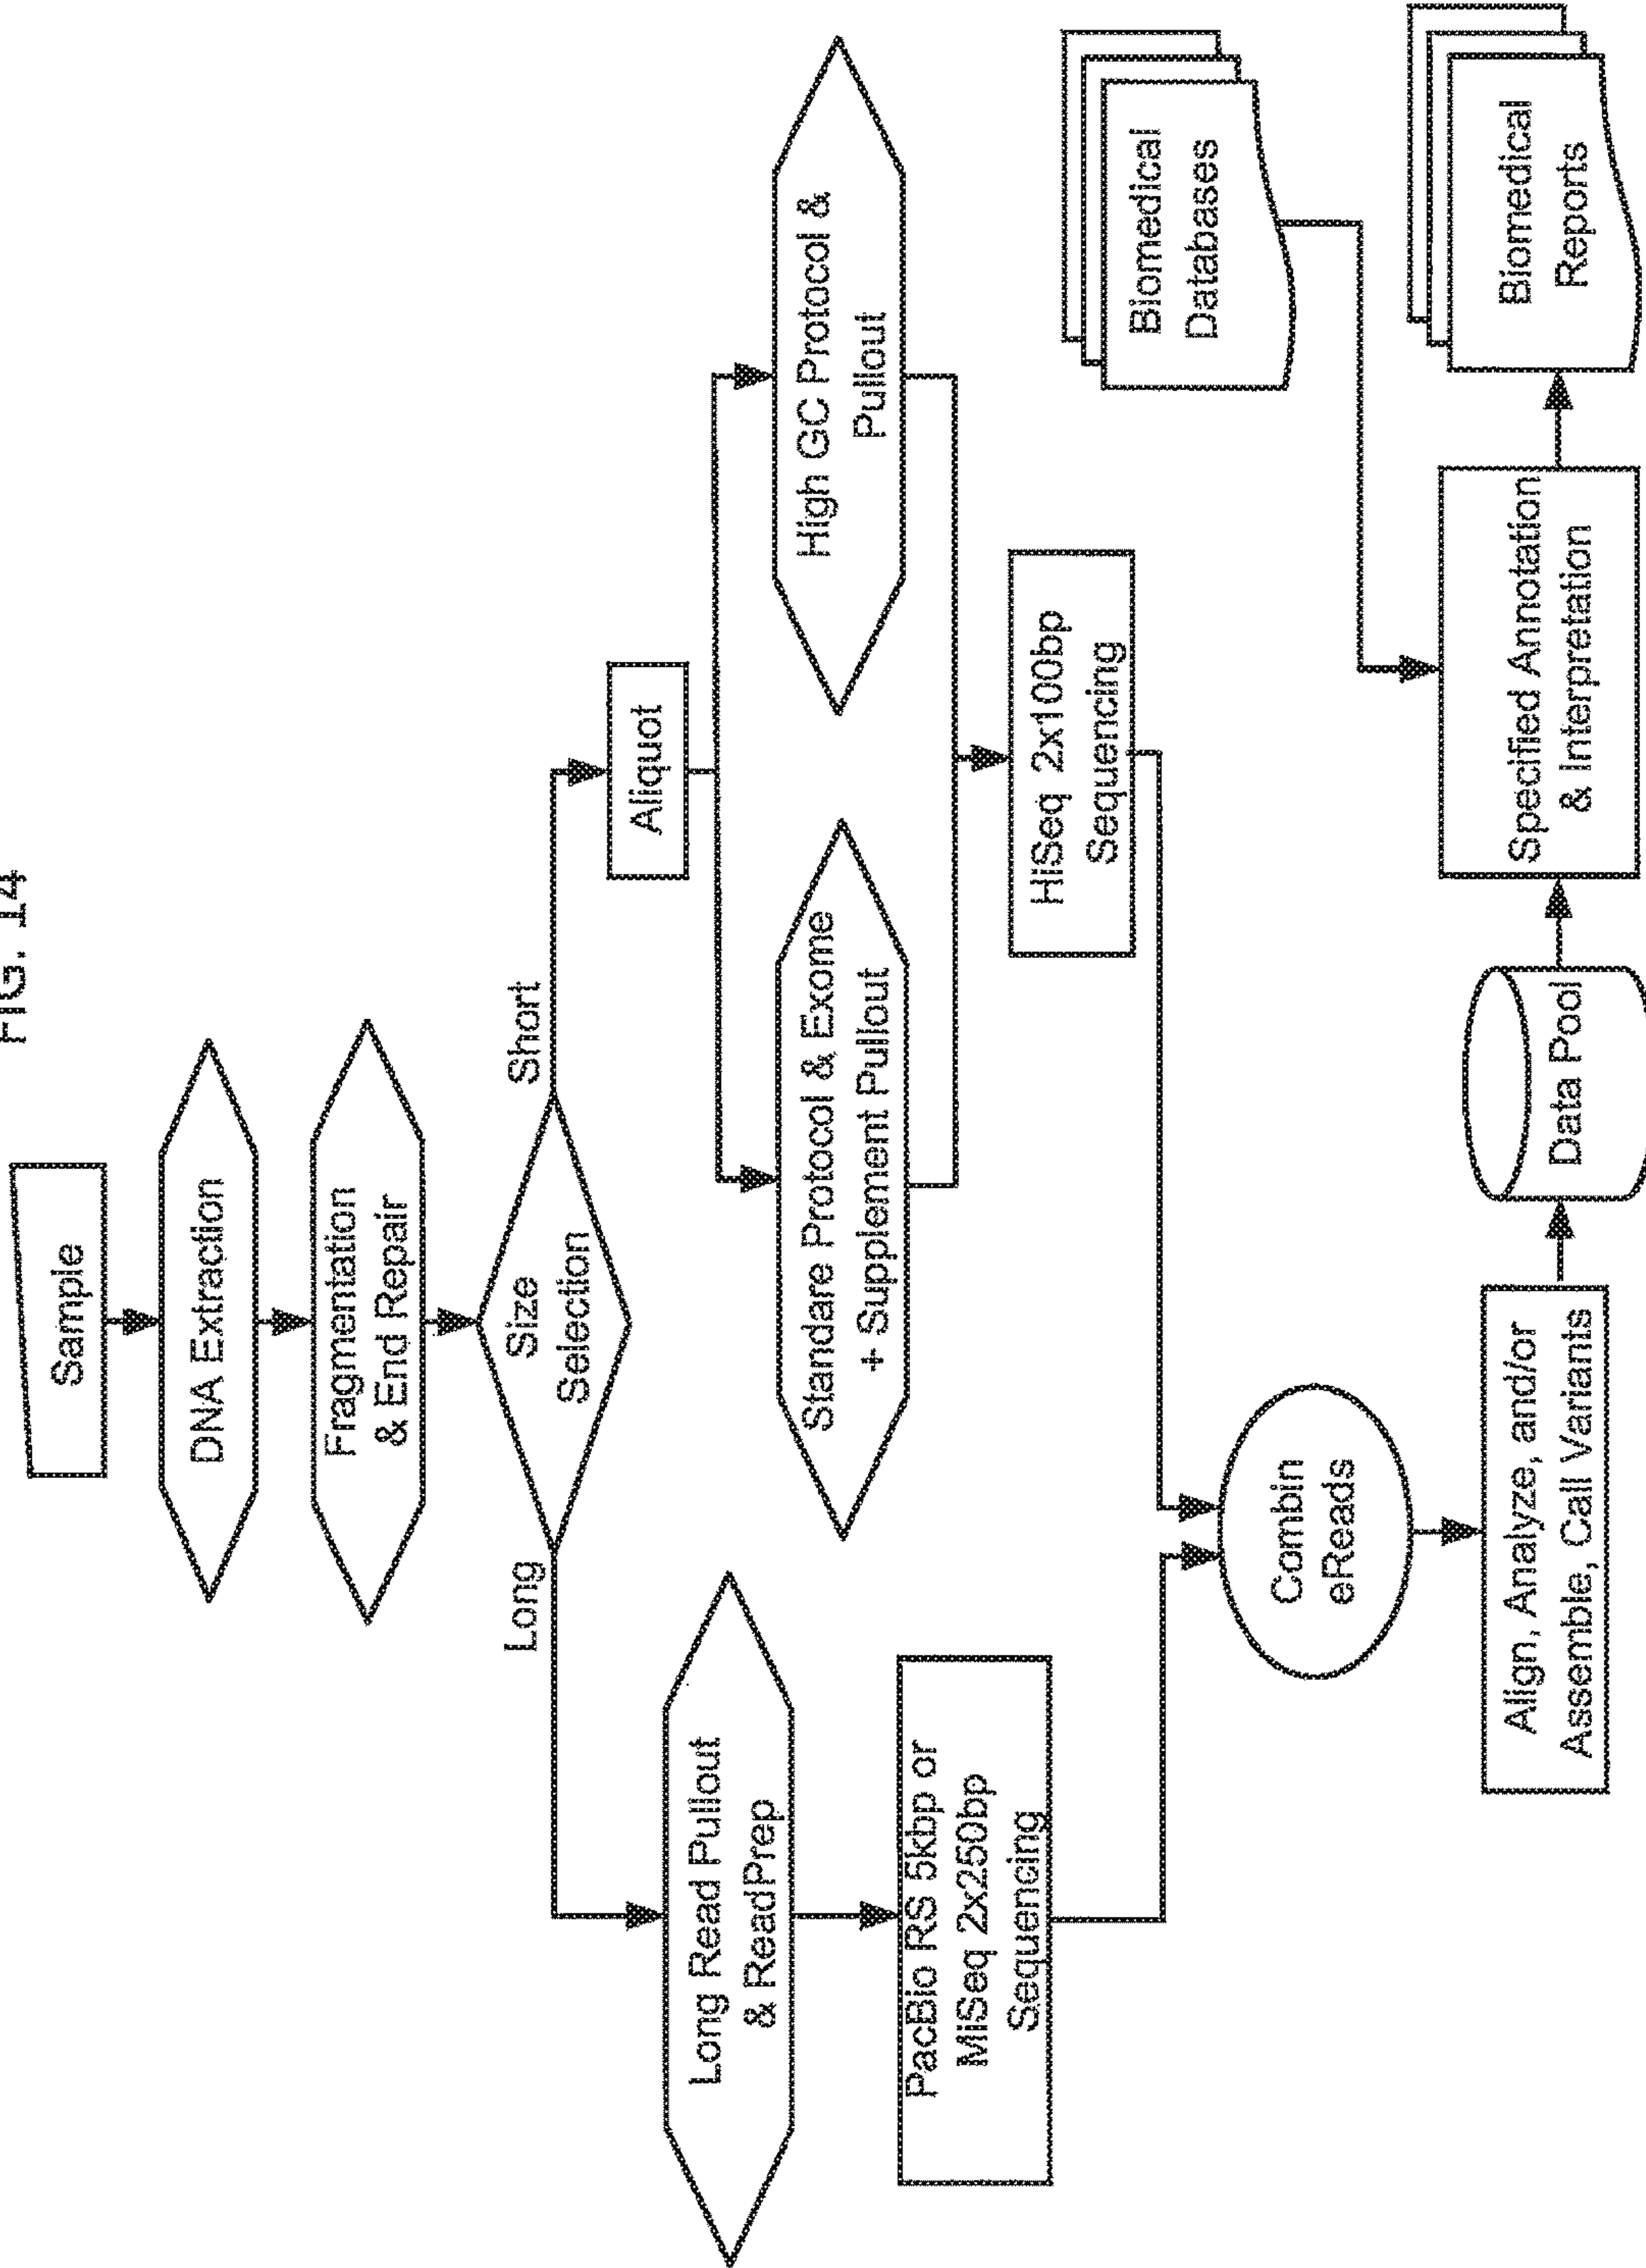 FIG. 14
Sample
DNA Extraction
Fragmentation
& End Repair
Size
Selection
Long
Short
Long Read Pullout
& ReadPrep
PacBio RS 5kbp or
MiSeq 2x250bp
Sequencing
Aliquot
Standare Protocol & Exome
+ Supplement Pullout
High GC Protocol &
Pullout
HiSeq 2x100bp
Sequencing
Combin
eReads
Align, Analyze, and/or
Assemble, Call Variants
Data Pool
Specified Annotation
& Interpretation
Biomedical
Databases
Biomedical
Reports